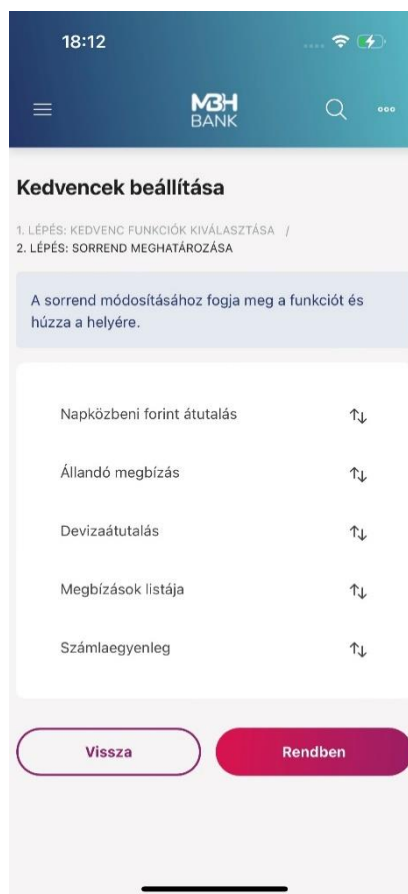 18:12
MBH
BANK
Kedvencek beállítása
1. LÉPÉS: KEDVENC FUNKCIÓK KIVÁLASZTÁSA /
2. LÉPÉS: SORREND MEGHATÁROZÁSA
A sorrend módosításához fogja meg a funkciót és
húzza a helyére.
Napközbeni forint átutalás
Állandó megbízás
Devizaátutalás
Megbízások listája
Számlaegyenleg
Vissza
Rendben